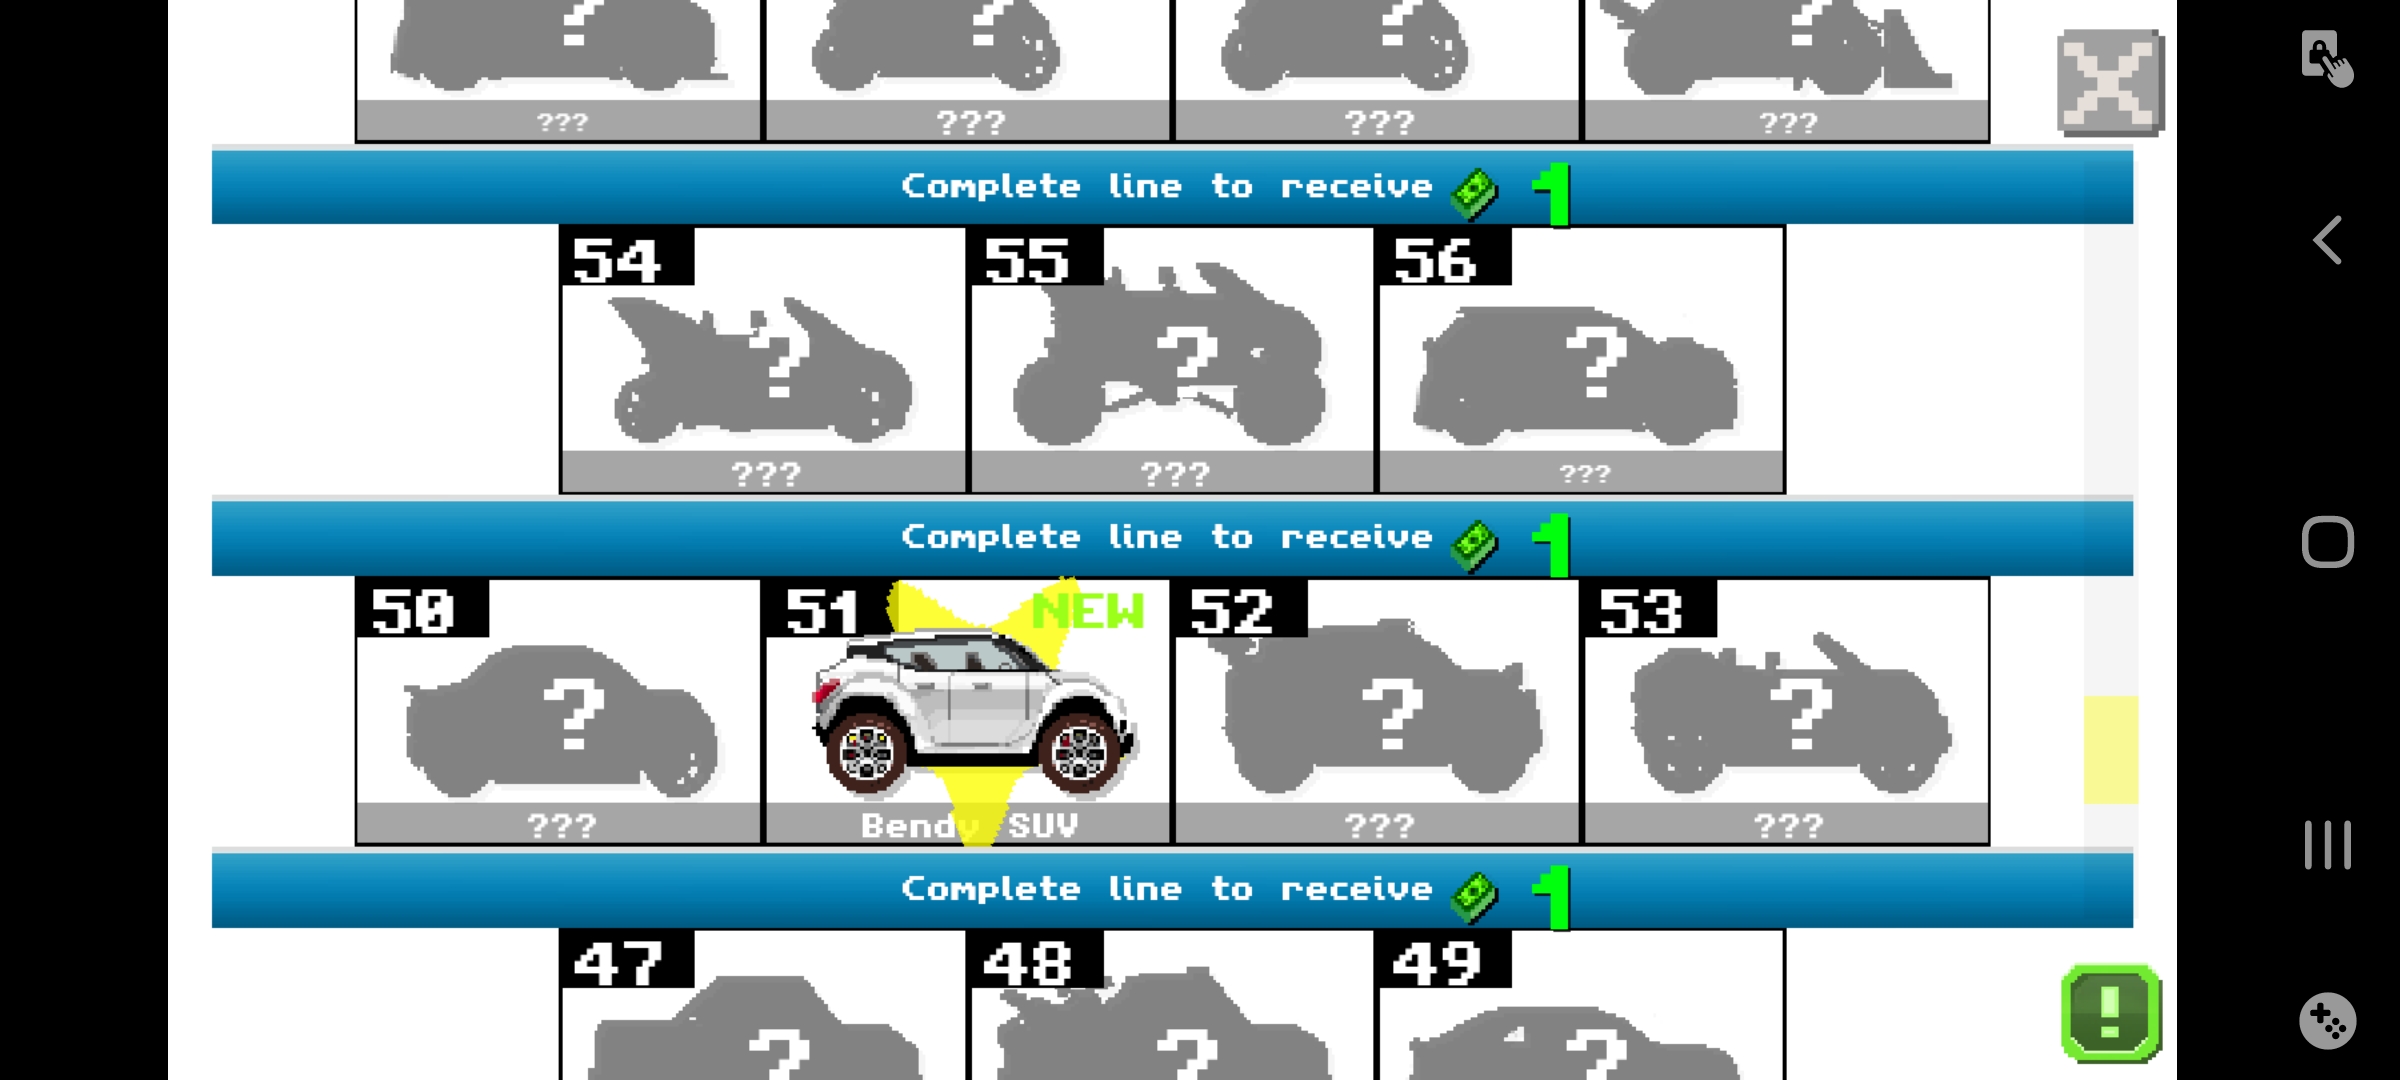 ? ? ? ?
??? ??? ??? ???
Complete line to receive 1
54 55 56
? ? ?
??? ??? ???
Complete line to receive 1
50 51 NEW 52 53
? ? ?
??? Bendy SUV ??? ???
Complete line to receive 1
47 48 49
? ? ?
!